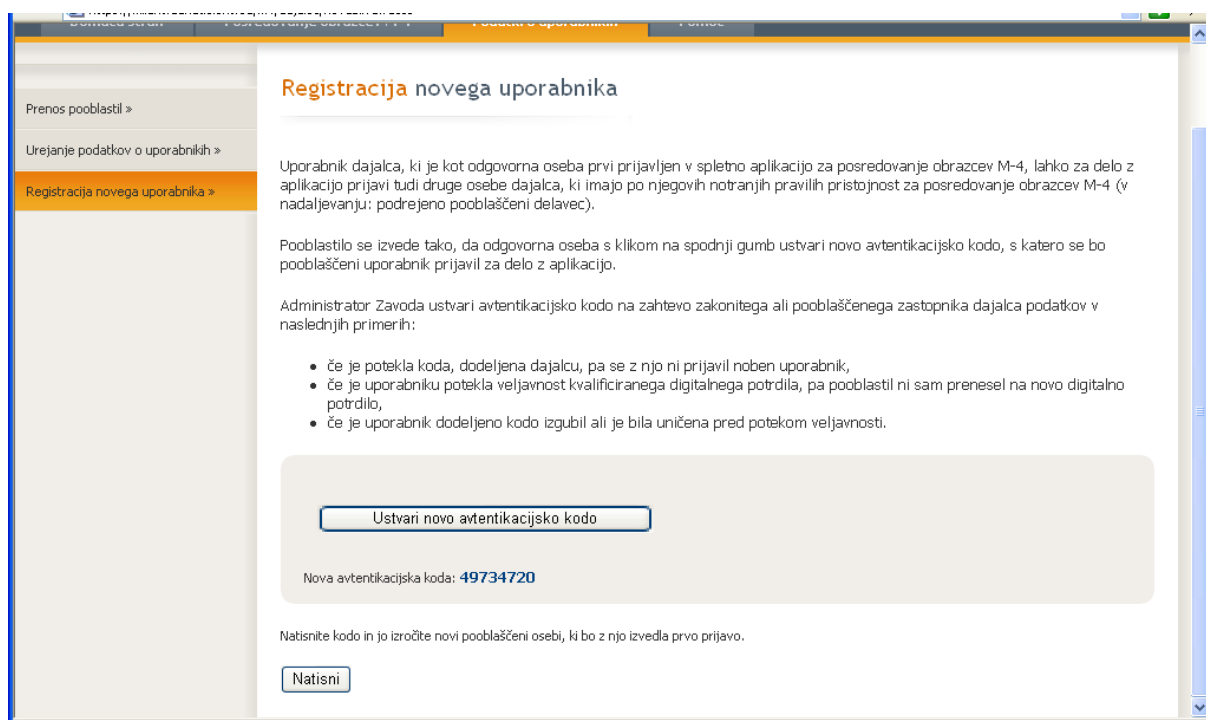 Podatki o uporabnikih
Pomoč
Registracija novega uporabnika
Prenos pooblastil »
Urejanje podatkov o uporabnikih »
Registracija novega uporabnika »
Uporabnik dajalca, ki je kot odgovorna oseba prvi prijavljen v spletno aplikacijo za posredovanje obrazcev M-4, lahko za delo z
aplikacijo prijavi tudi druge osebe dajalca, ki imajo po njegovih notranjih pravilih pristojnost za posredovanje obrazcev M-4 (v
nadaljevanju: podrejeno pooblaščeni delavec).
Pooblastilo se izvede tako, da odgovorna oseba s klikom na spodnji gumb ustvari novo avtentikacijsko kodo, s katero se bo
pooblaščeni uporabnik prijavil za delo z aplikacijo.
Administrator Zavoda ustvari avtentikacijsko kodo na zahtevo zakonitega ali pooblaščenega zastopnika dajalca podatkov v
naslednjih primerih:
• če je potekla koda, dodeljena dajalcu, pa se z njo ni prijavil noben uporabnik,
• če je uporabniku potekla veljavnost kvalificiranega digitalnega potrdila, pa pooblastil ni sam prenesel na novo digitalno
potrdilo,
• če je uporabnik dodeljeno kodo izgubil ali je bila uničena pred potekom veljavnosti.
Ustvari novo avtentikacijsko kodo
Nova avtentikacijska koda: 49734720
Natisnite kodo in jo izročite novi pooblaščeni osebi, ki bo z njo izvedla prvo prijavo.
Natisni